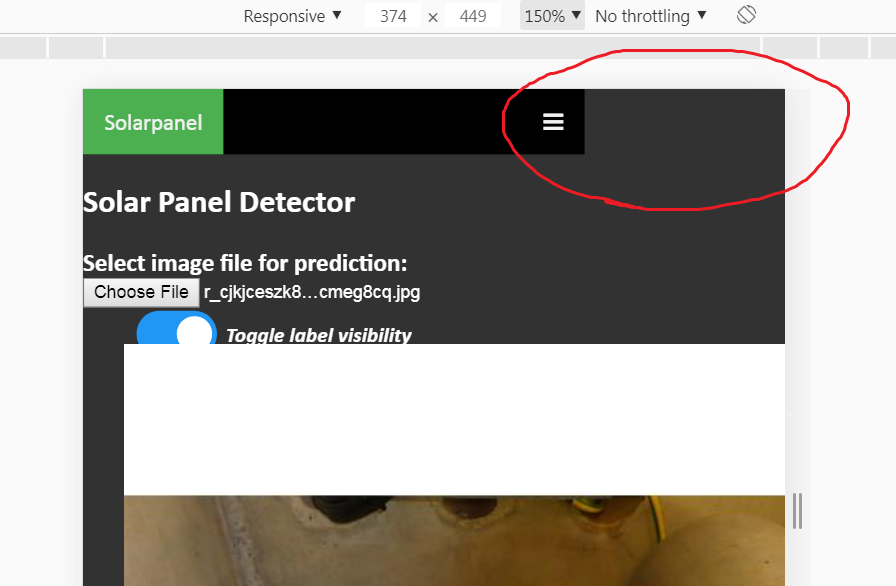 Responsive ▼ 374 × 449 150% ▼ No throttling ▼
Solarpanel
Solar Panel Detector
Select image file for prediction:
Choose File r_cjkjceszk8...cmeg8cq.jpg
Toggle label visibility